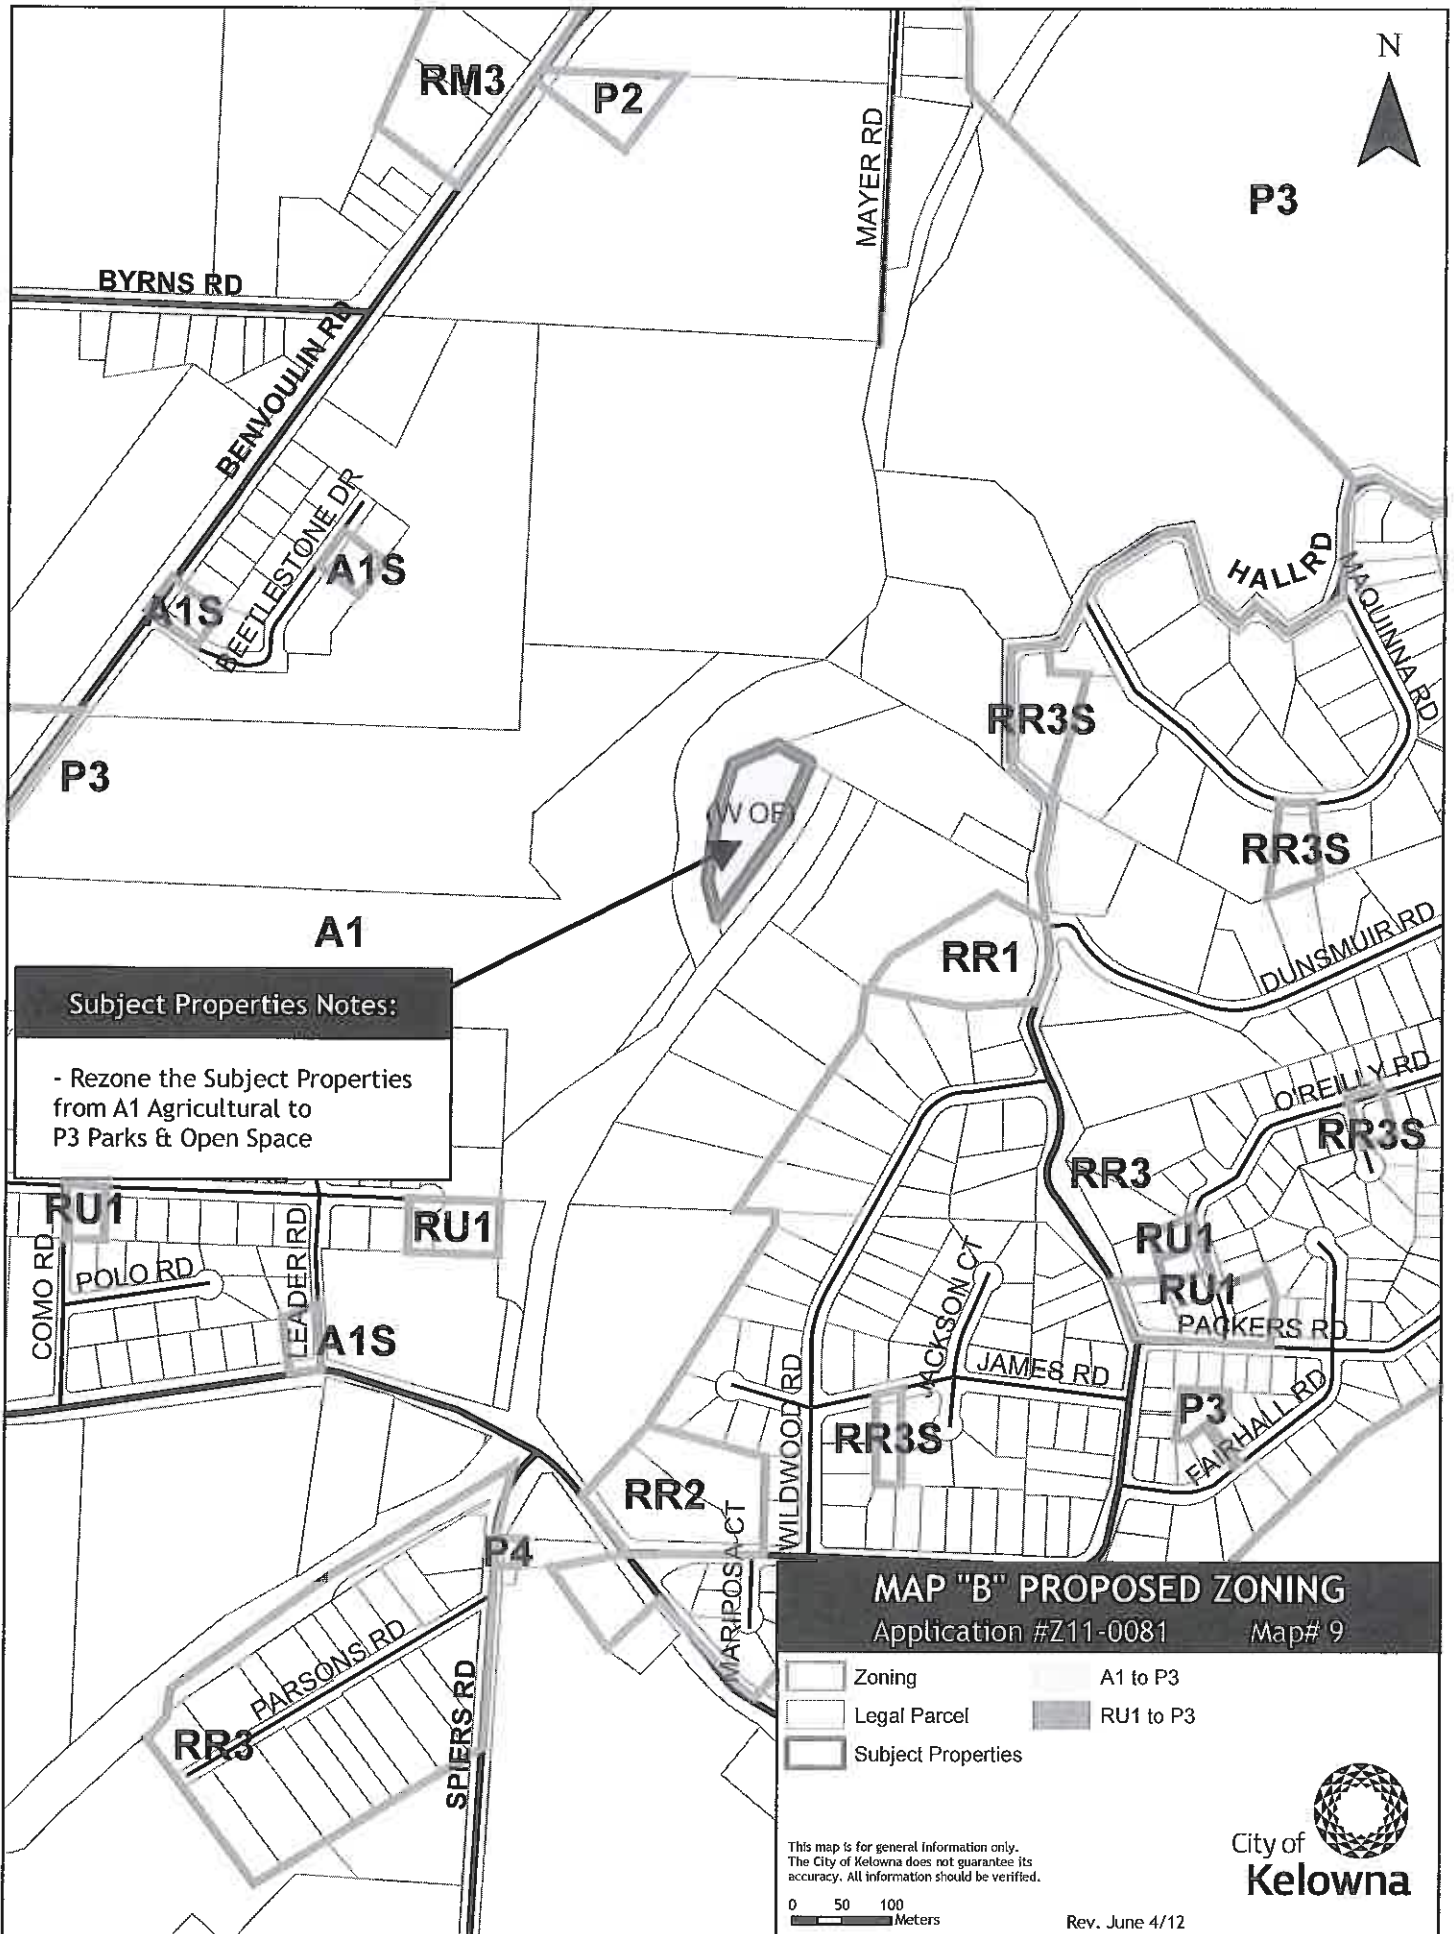 N
RM3
P2
MAYER RD
P3
BYRNS RD
BENVOULIN RD
HALL RD
MAQUINNA RD
BEETLESTONE DR
A1S
A1S
RR3S
P3
(W OF)
RR3S
A1
RR1
DUNSMUIR RD
Subject Properties Notes:
- Rezone the Subject Properties
from A1 Agricultural to
P3 Parks & Open Space
O'REILLY RD
RR3S
RR3
RU1
RU1
LEADER RD
COMO RD
POLO RD
RU1
RU1
JACKSON CT
PACKERS RD
A1S
JAMES RD
WILDWOOD RD
RR3S
P3
FAIRHALL RD
RR2
P4
MARIPOSA CT
PARSONS RD
SPIERS RD
RR3
MAP "B" PROPOSED ZONING
Application #Z11-0081 Map# 9
Zoning
A1 to P3
Legal Parcel
RU1 to P3
Subject Properties
This map is for general information only.
The City of Kelowna does not guarantee its
accuracy. All information should be verified.
0 50 100
Meters
Rev. June 4/12
City of
Kelowna